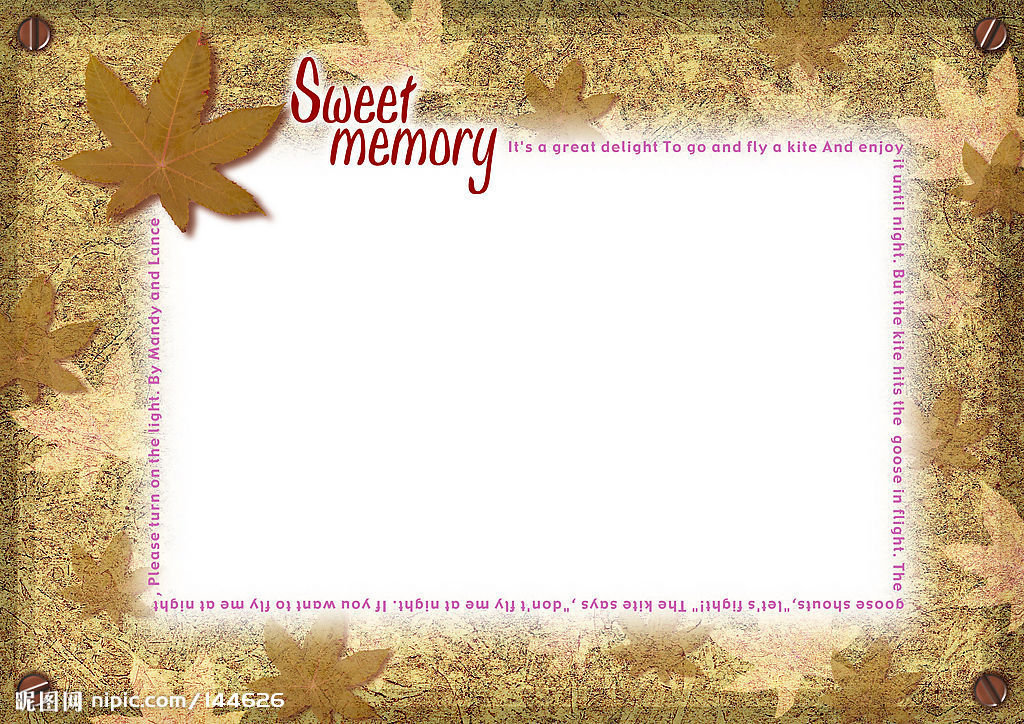 Sweet
memory
It's a great delight To go and fly a kite And enjoy
it until night. But the kite hits the goose in flight. The
goose shouts,"let's fight!" The kite says ,"don't fly me at night. If you want to fly me at night
, Please turn on the light. By Mandy and Lance
昵图网 nipic.com/144626